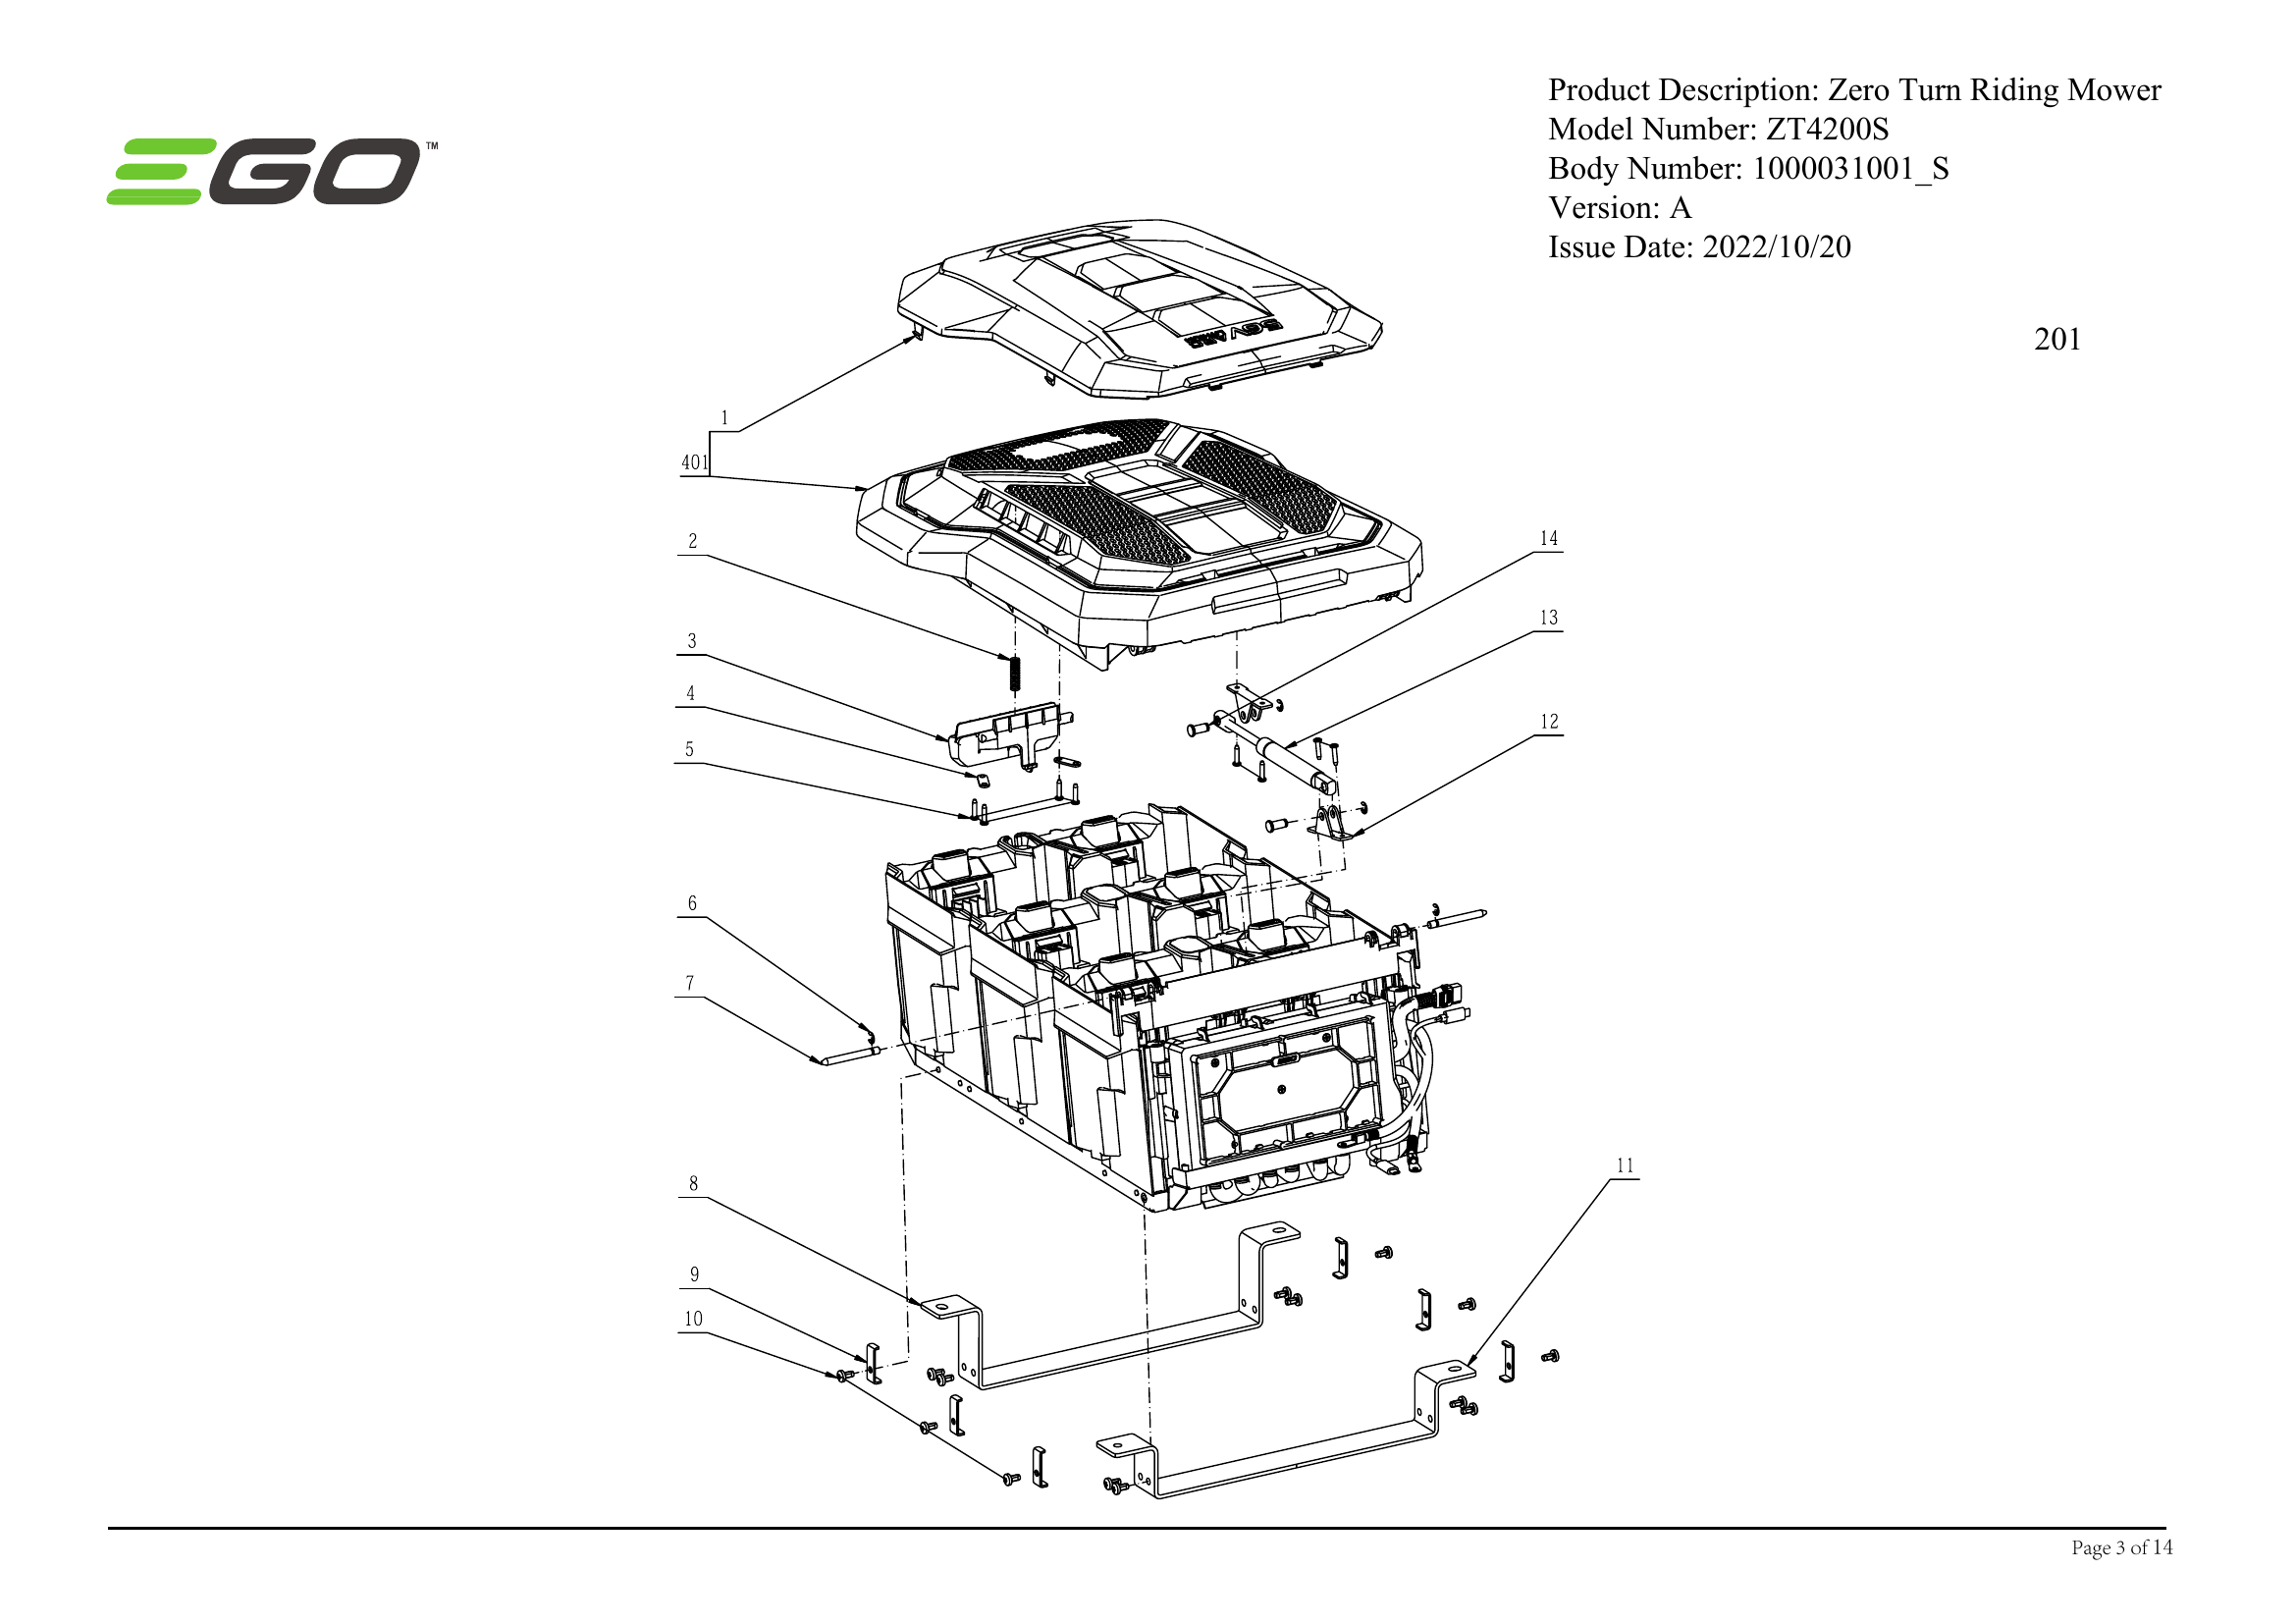 EGO™
Product Description: Zero Turn Riding Mower
Model Number: ZT4200S
Body Number: 1000031001_S
Version: A
Issue Date: 2022/10/20
201
1
401
2
14
3
13
4
12
5
6
7
11
8
9
10
Page 3 of 14